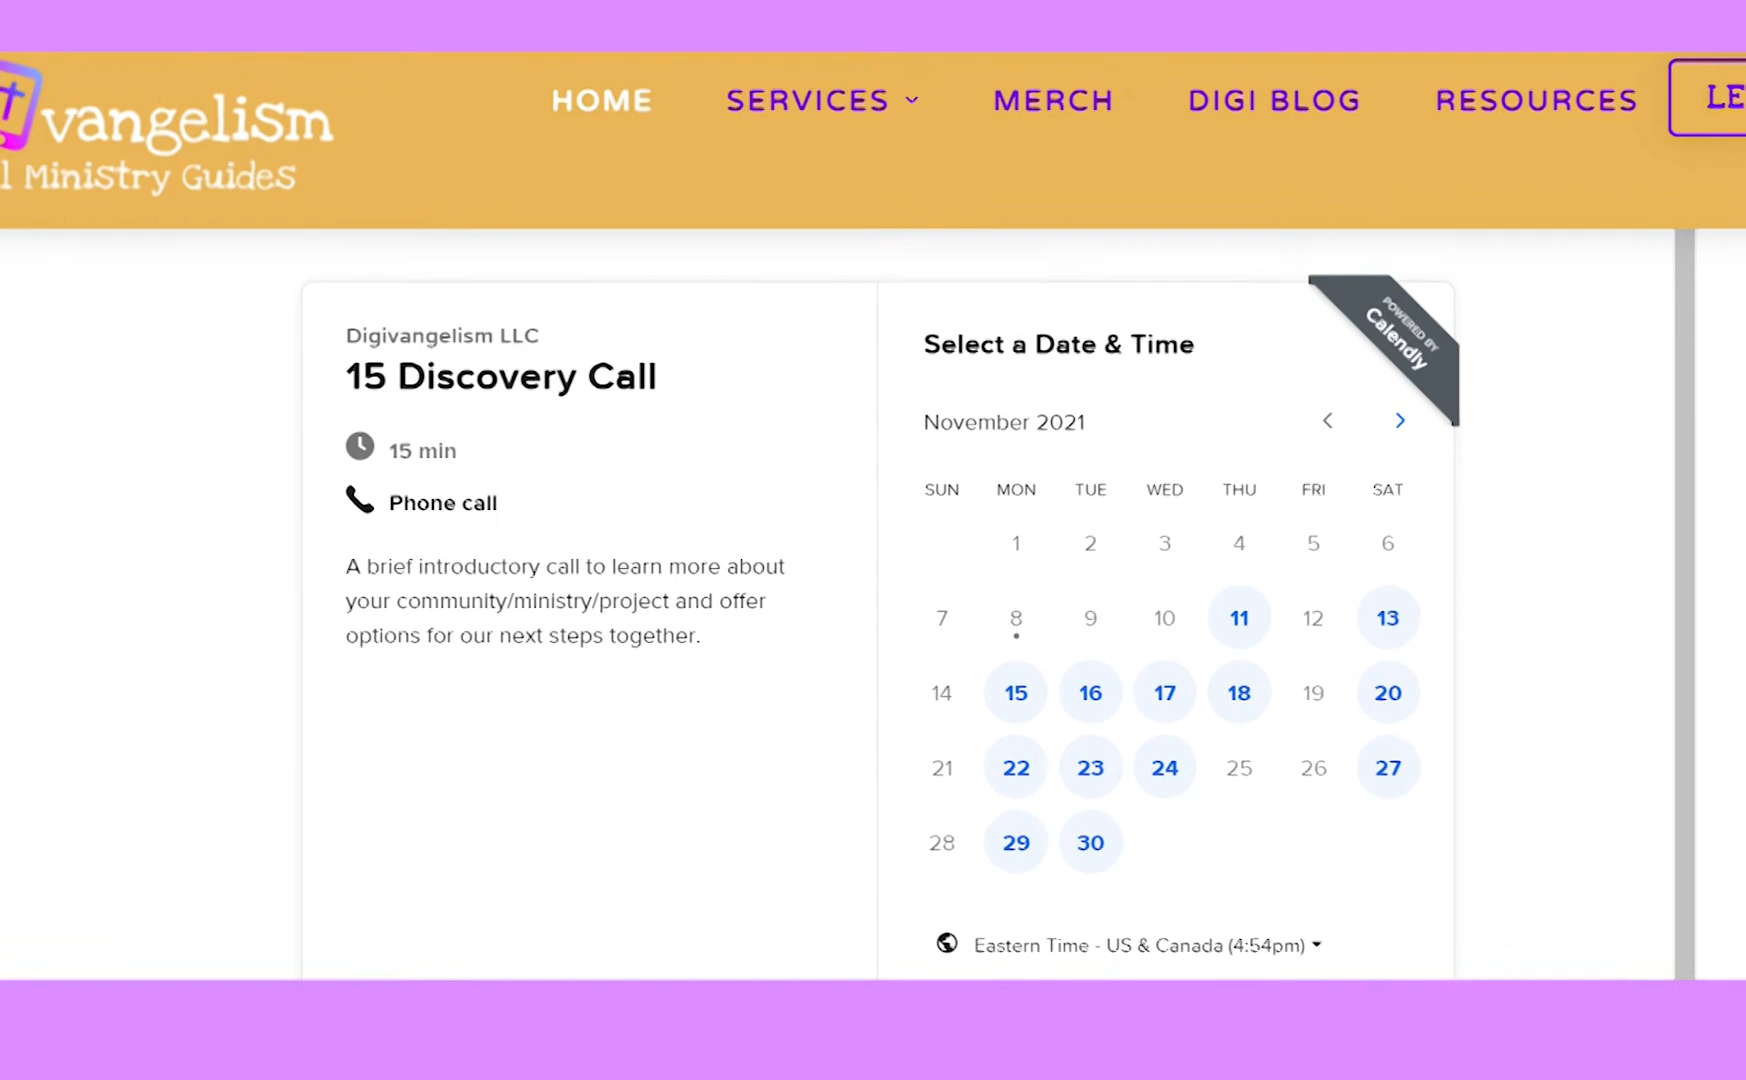 vangelism
l Ministry Guides
HOME
SERVICES
MERCH
DIGI BLOG
RESOURCES
LE
Digivangelism LLC
15 Discovery Call
15 min
Phone call
A brief introductory call to learn more about
your community/ministry/project and offer
options for our next steps together.
Select a Date & Time
POWERED BY
Calendly
November 2021
SUN MON TUE WED THU FRI SAT
1 2 3 4 5 6
7 8 9 10 11 12 13
14 15 16 17 18 19 20
21 22 23 24 25 26 27
28 29 30
Eastern Time - US & Canada (4:54pm)